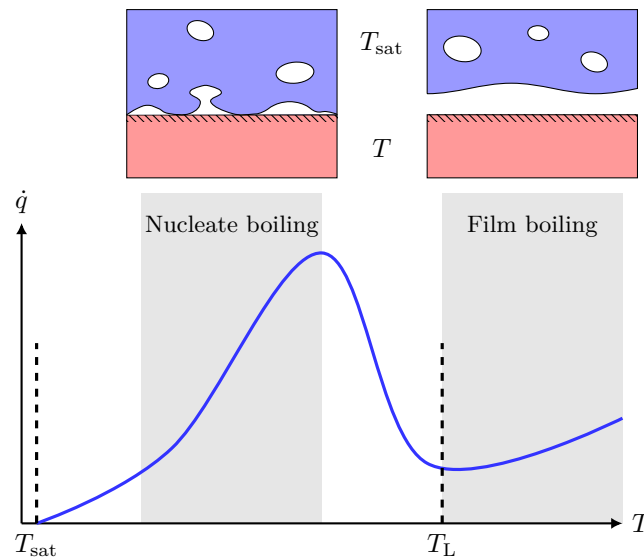 T_sat
T
q̇
Nucleate boiling
Film boiling
T
T_sat
T_L